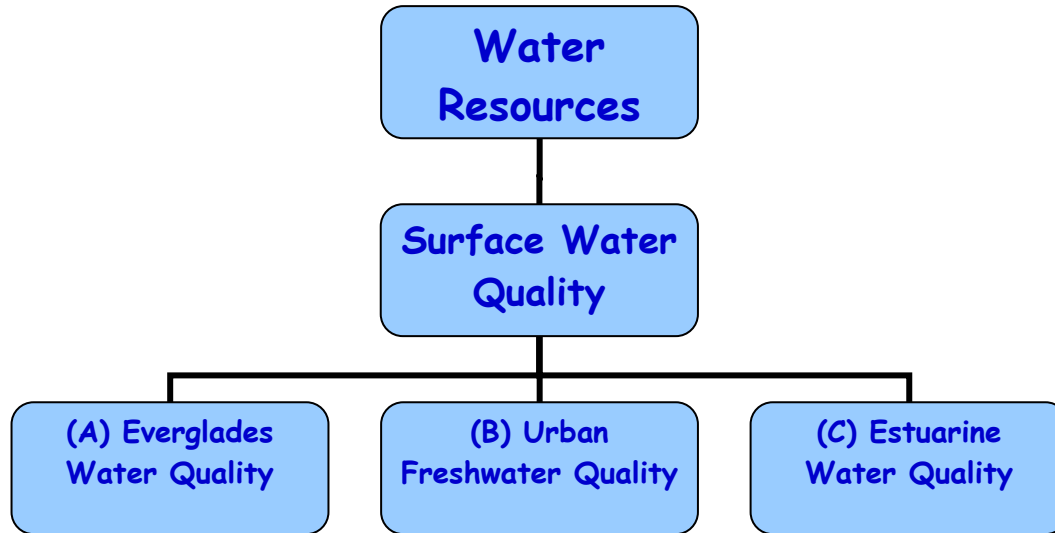 Water
Resources
Surface Water
Quality
(A) Everglades
Water Quality
(B) Urban
Freshwater Quality
(C) Estuarine
Water Quality